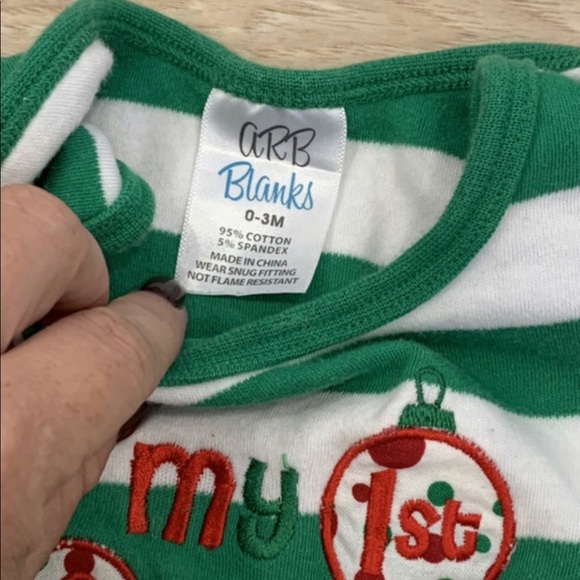 ARB
Blanks
0-3M
95% COTTON
5% SPANDEX
MADE IN CHINA
WEAR SNUG FITTING
NOT FLAME RESISTANT
my 1st